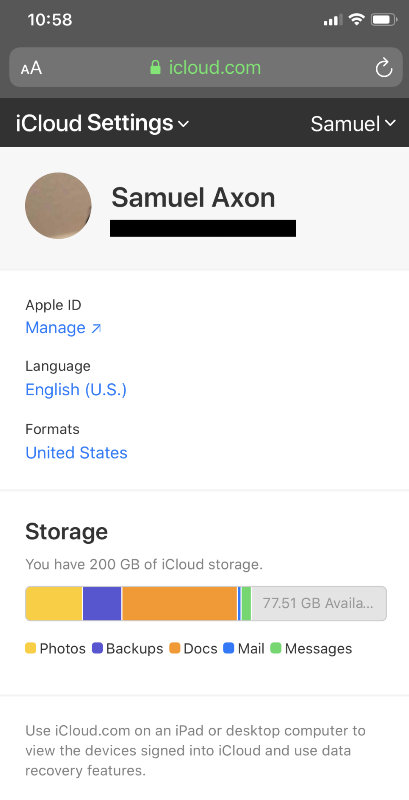 10:58
AA
icloud.com
iCloud Settings
Samuel
Samuel Axon
Apple ID
Manage ↗
Language
English (U.S.)
Formats
United States
Storage
You have 200 GB of iCloud storage.
77.51 GB Availa...
Photos Backups Docs Mail Messages
Use iCloud.com on an iPad or desktop computer to
view the devices signed into iCloud and use data
recovery features.